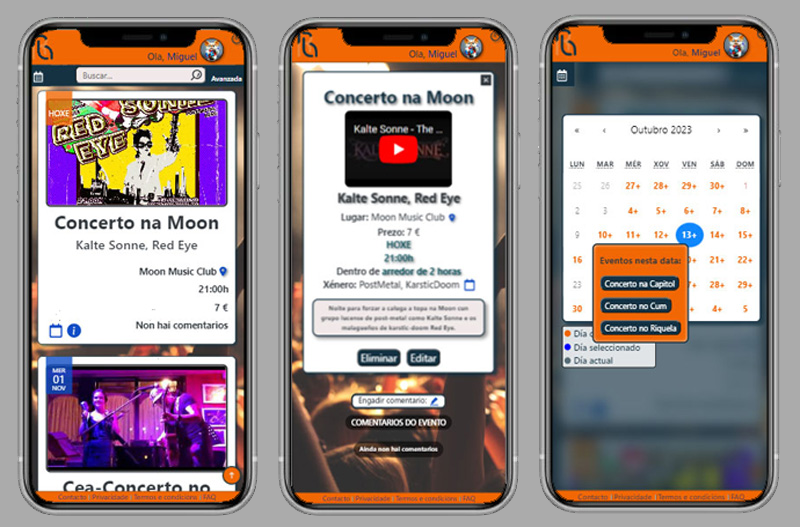 Ola, Miguel
Buscar...
Avanzada
HOXE
RED SONNE
RED EYE
Concerto na Moon
Kalte Sonne, Red Eye
Moon Music Club
21:00h
7 €
Non hai comentarios
MER
01
NOV
Cea-Concerto no
Contacto |Privacidade |Termos e condicións |FAQ
Ola, Miguel
Concerto na Moon
Kalte Sonne - The ...
KALTE SONNE
Kalte Sonne, Red Eye
Lugar: Moon Music Club
Prezo: 7 €
HOXE
21:00h
Dentro de arredor de 2 horas
Xénero: PostMetal, KarsticDoom
Noite para forzar a na Moon
grupo lucense de post-metal como Kalte Sonne e os
malagueños de karstic doom Red Eye.
Eliminar Editar
Engadir comentario:
COMENTARIOS DO EVENTO
Aínda non hai comentarios
Contacto |Privacidade |Termos e condicións |FAQ
Ola, Miguel
« ‹ Outubro 2023 › »
LUN MAR MÉR XOV VEN SÁB DOM
25 26 27+ 28+ 29+ 30+ 1
2 3 4+ 5+ 6+ 7+ 8+
9 10+ 11+ 12+ 13+ 14+ 15+
16 21+ 22+
23 28+ 29+
30 4+ 5
Eventos nesta data:
Concerto na Capitol
Concerto no Cum
Concerto no Riquela
Día
Día seleccionado
Día actual
Contacto |Privacidade |Termos e condicións |FAQ